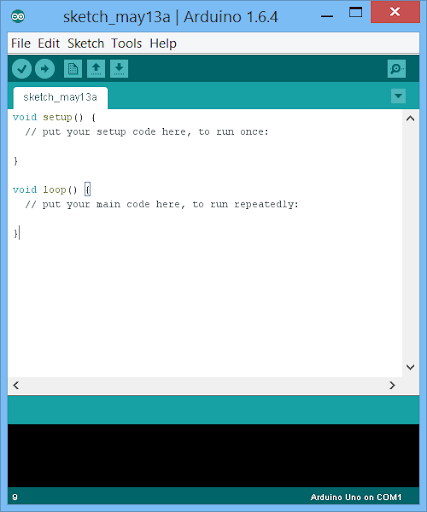 sketch_may13a | Arduino 1.6.4
File Edit Sketch Tools Help
sketch_may13a
void setup() {
  // put your setup code here, to run once:
}
void loop() {
  // put your main code here, to run repeatedly:
}
9
Arduino Uno on COM1